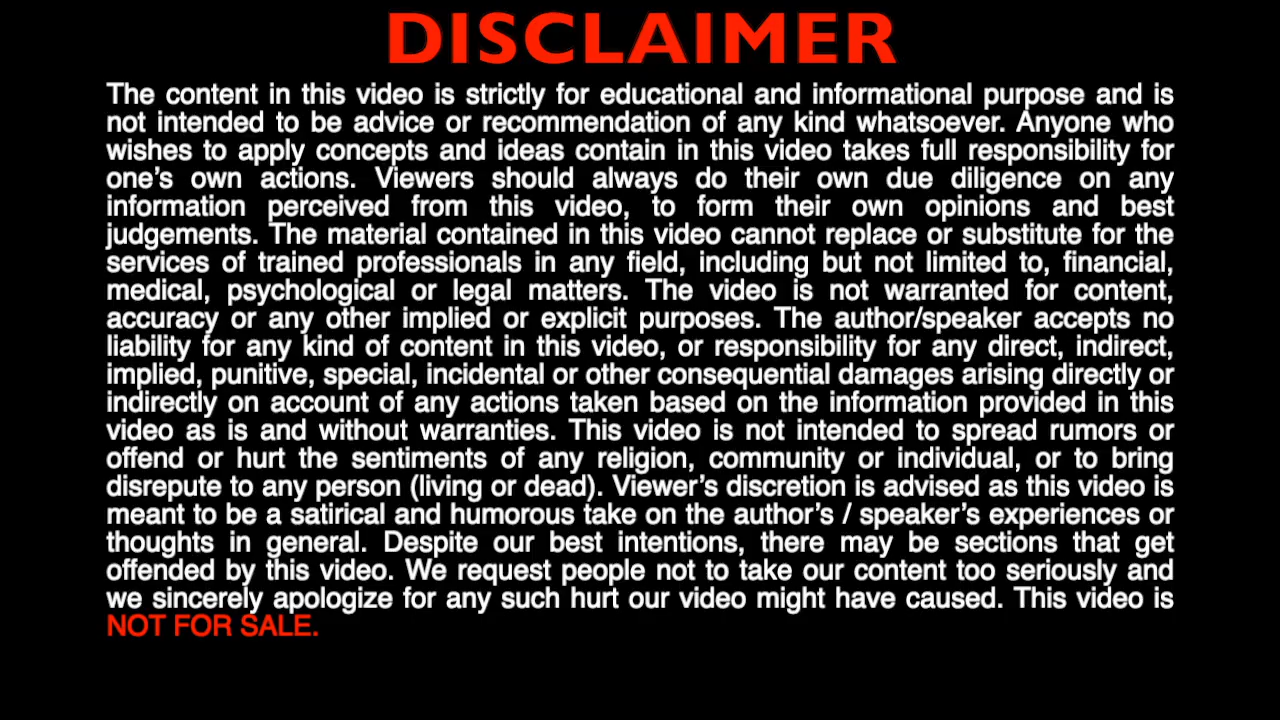 DISCLAIMER
The content in this video is strictly for educational and informational purpose and is
not intended to be advice or recommendation of any kind whatsoever. Anyone who
wishes to apply concepts and ideas contain in this video takes full responsibility for
one’s own actions. Viewers should always do their own due diligence on any
information perceived from this video, to form their own opinions and best
judgements. The material contained in this video cannot replace or substitute for the
services of trained professionals in any field, including but not limited to, financial,
medical, psychological or legal matters. The video is not warranted for content,
accuracy or any other implied or explicit purposes. The author/speaker accepts no
liability for any kind of content in this video, or responsibility for any direct, indirect,
implied, punitive, special, incidental or other consequential damages arising directly or
indirectly on account of any actions taken based on the information provided in this
video as is and without warranties. This video is not intended to spread rumors or
offend or hurt the sentiments of any religion, community or individual, or to bring
disrepute to any person (living or dead). Viewer’s discretion is advised as this video is
meant to be a satirical and humorous take on the author’s / speaker’s experiences or
thoughts in general. Despite our best intentions, there may be sections that get
offended by this video. We request people not to take our content too seriously and
we sincerely apologize for any such hurt our video might have caused. This video is
NOT FOR SALE.